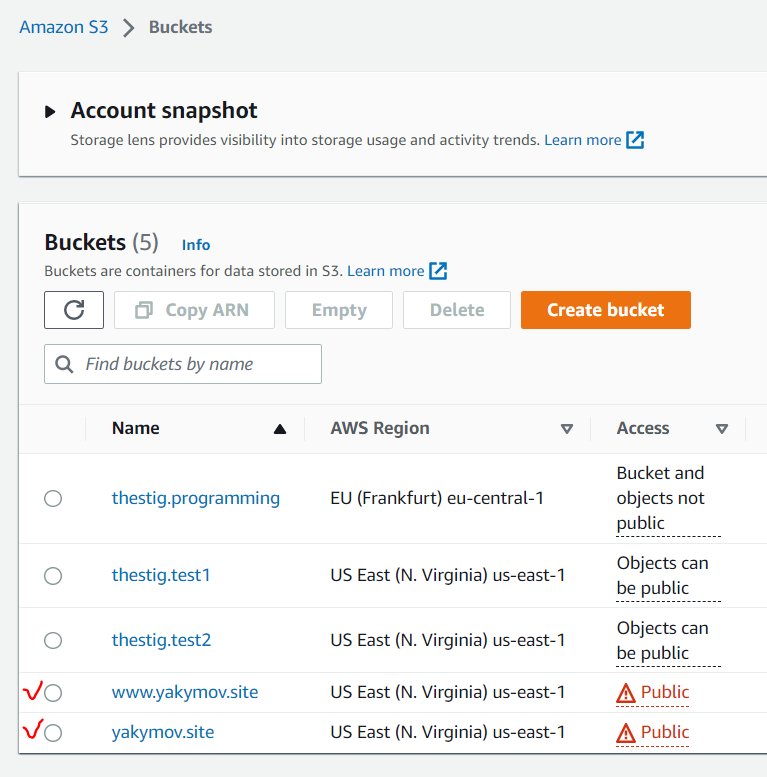 Amazon S3 > Buckets
Account snapshot
Storage lens provides visibility into storage usage and activity trends. Learn more
Buckets (5) Info
Buckets are containers for data stored in S3. Learn more
Copy ARN Empty Delete Create bucket
Find buckets by name
Name AWS Region Access
thestig.programming EU (Frankfurt) eu-central-1 Bucket and
objects not
public
thestig.test1 US East (N. Virginia) us-east-1 Objects can
be public
thestig.test2 US East (N. Virginia) us-east-1 Objects can
be public
www.yakymov.site US East (N. Virginia) us-east-1 Public
yakymov.site US East (N. Virginia) us-east-1 Public